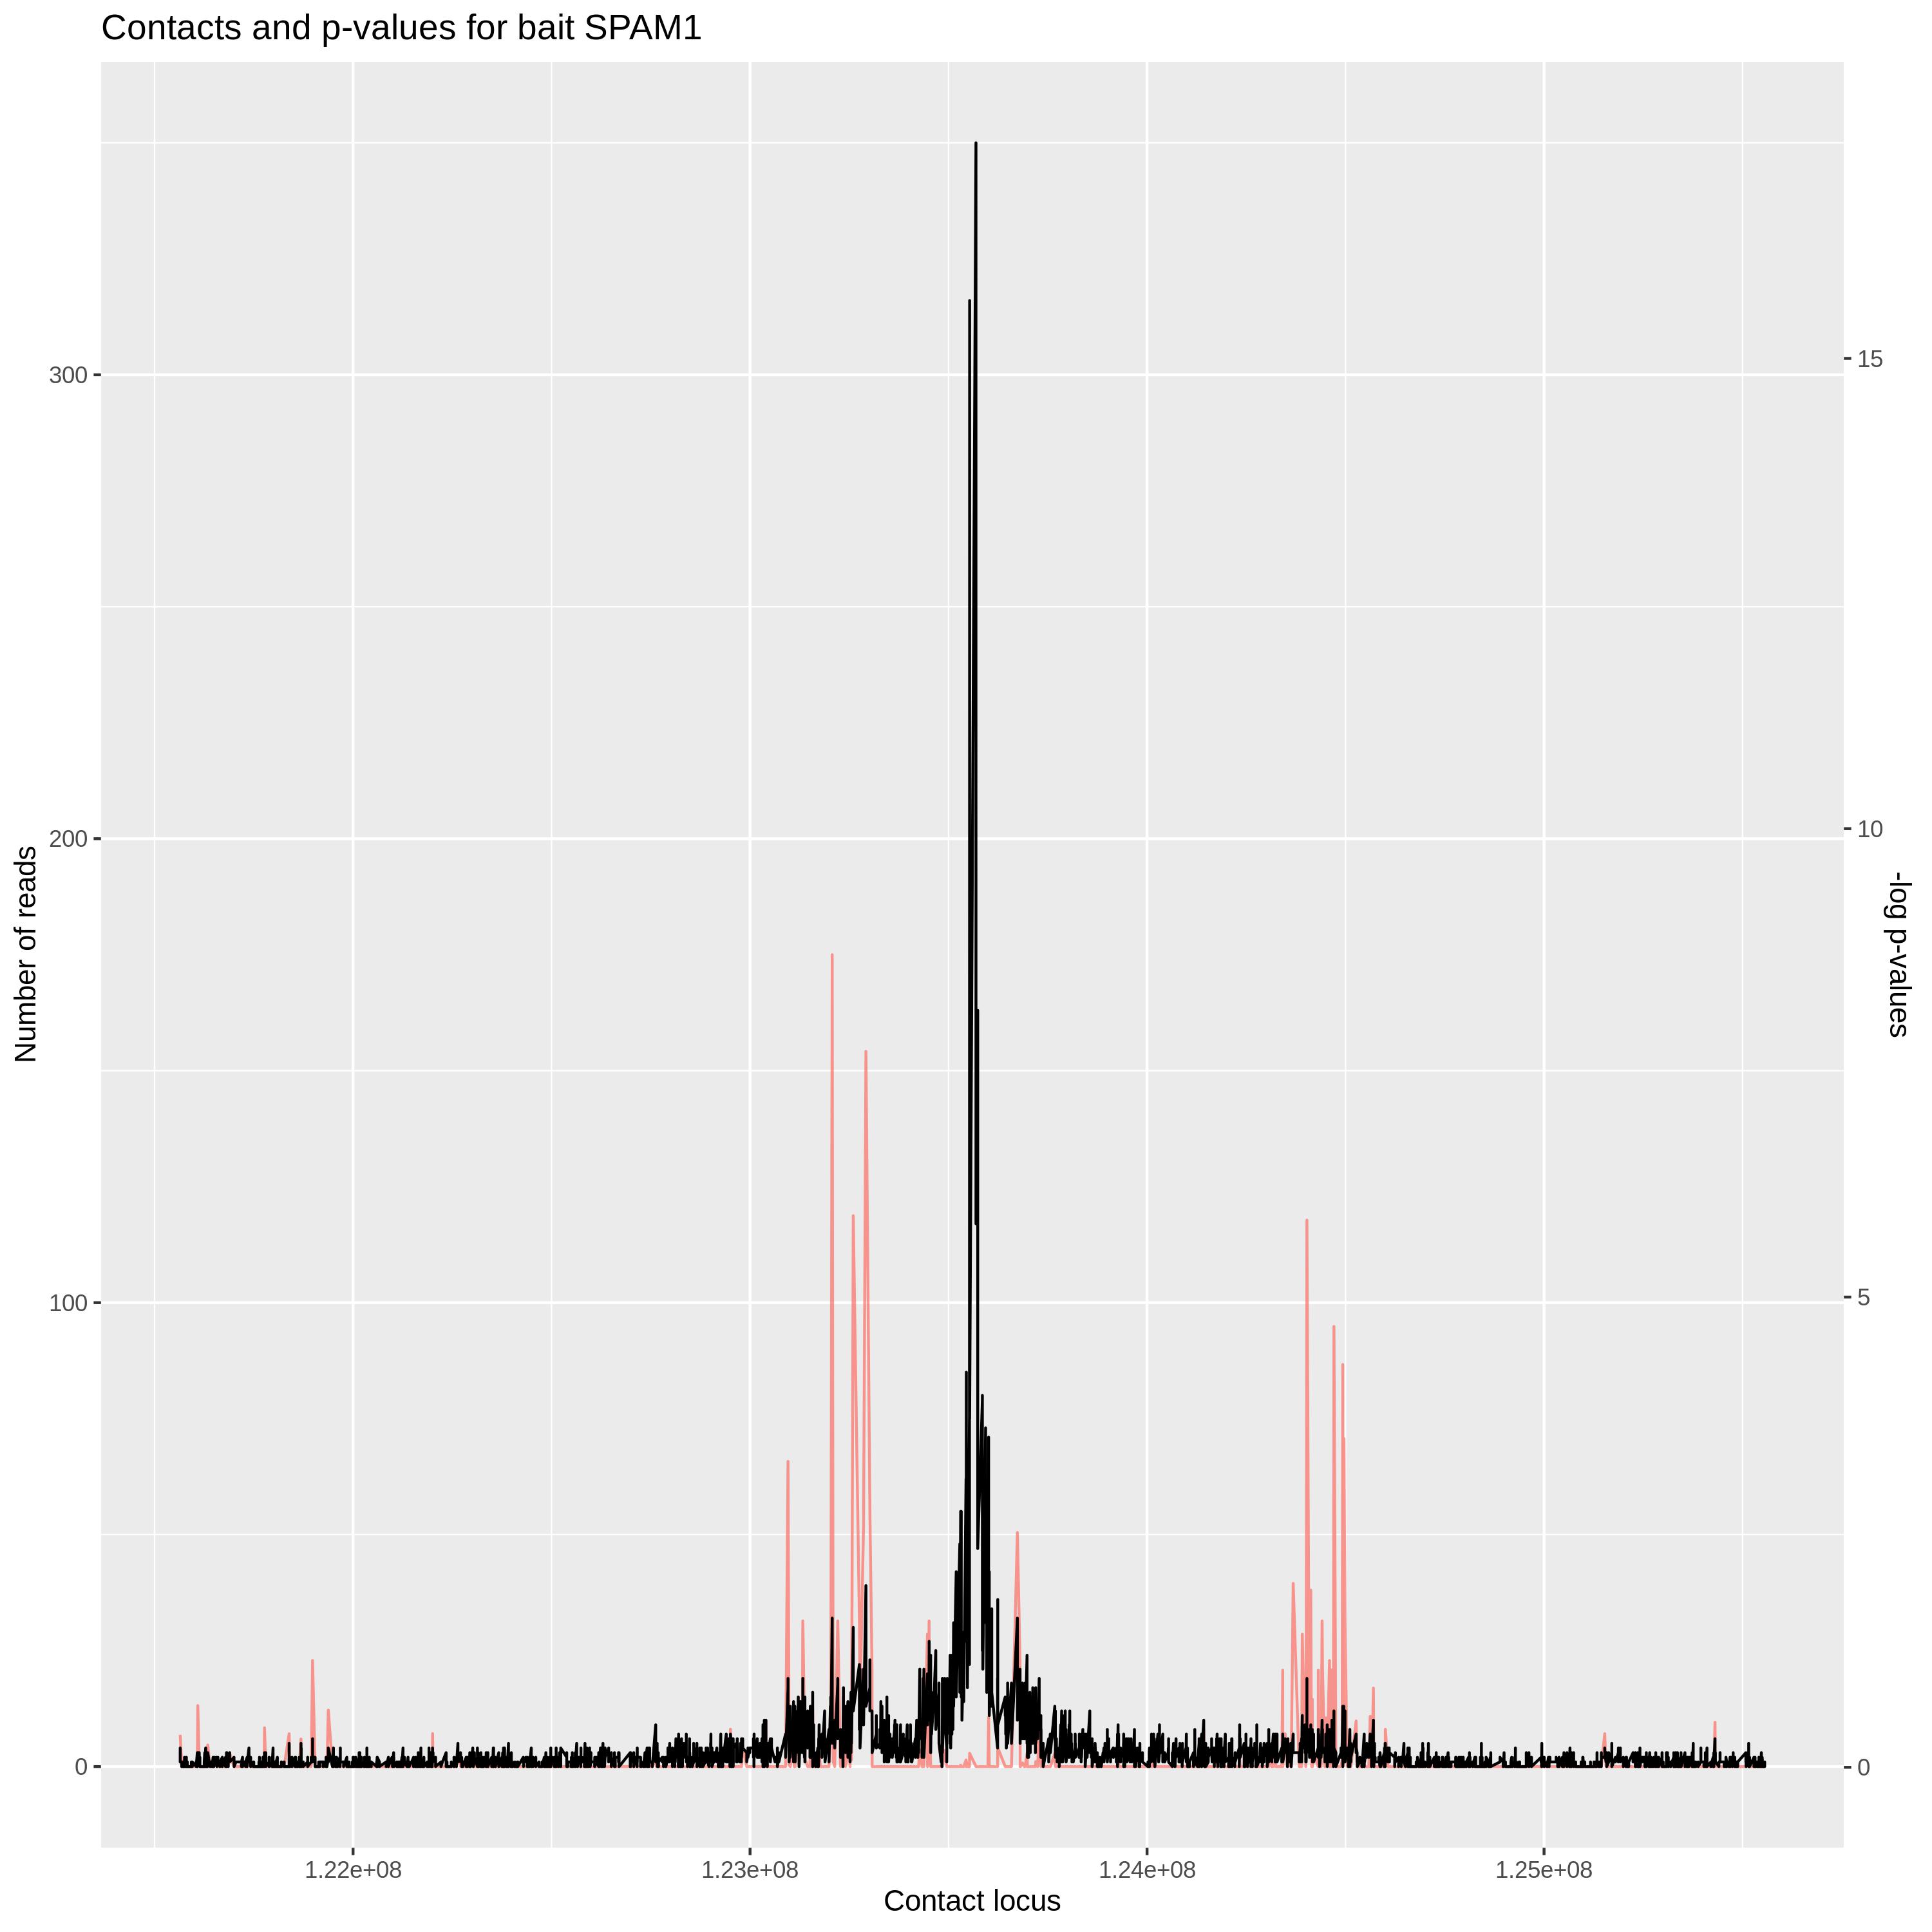 Contacts and p-values for bait SPAM1
300
200
100
0
Number of reads
15
10
5
0
-log p-values
1.22e+08 1.23e+08 1.24e+08 1.25e+08
Contact locus